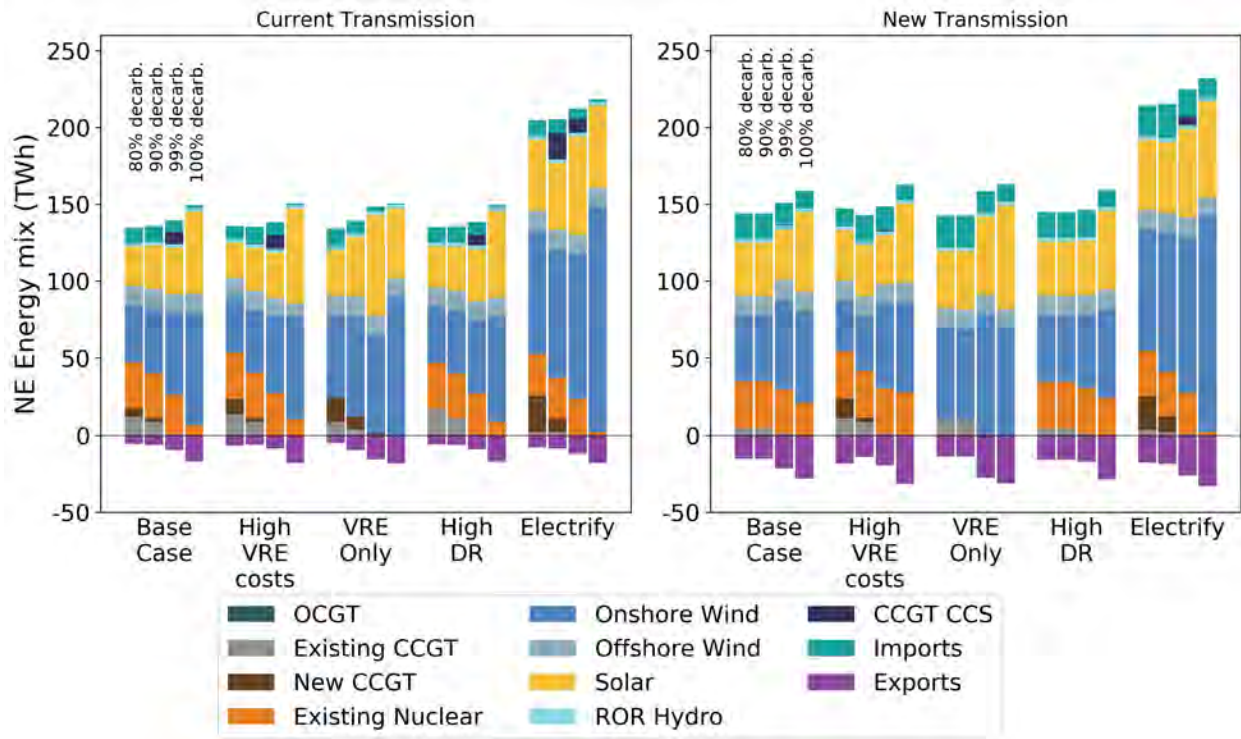 Current Transmission
New Transmission
NE Energy mix (TWh)
250
200
150
100
50
0
-50
80% decarb.
90% decarb.
99% decarb.
100% decarb.
Base
Case
High
VRE
costs
VRE
Only
High
DR
Electrify
250
200
150
100
50
0
-50
80% decarb.
90% decarb.
99% decarb.
100% decarb.
Base
Case
High
VRE
costs
VRE
Only
High
DR
Electrify
OCGT
Existing CCGT
New CCGT
Existing Nuclear
Onshore Wind
Offshore Wind
Solar
ROR Hydro
CCGT CCS
Imports
Exports